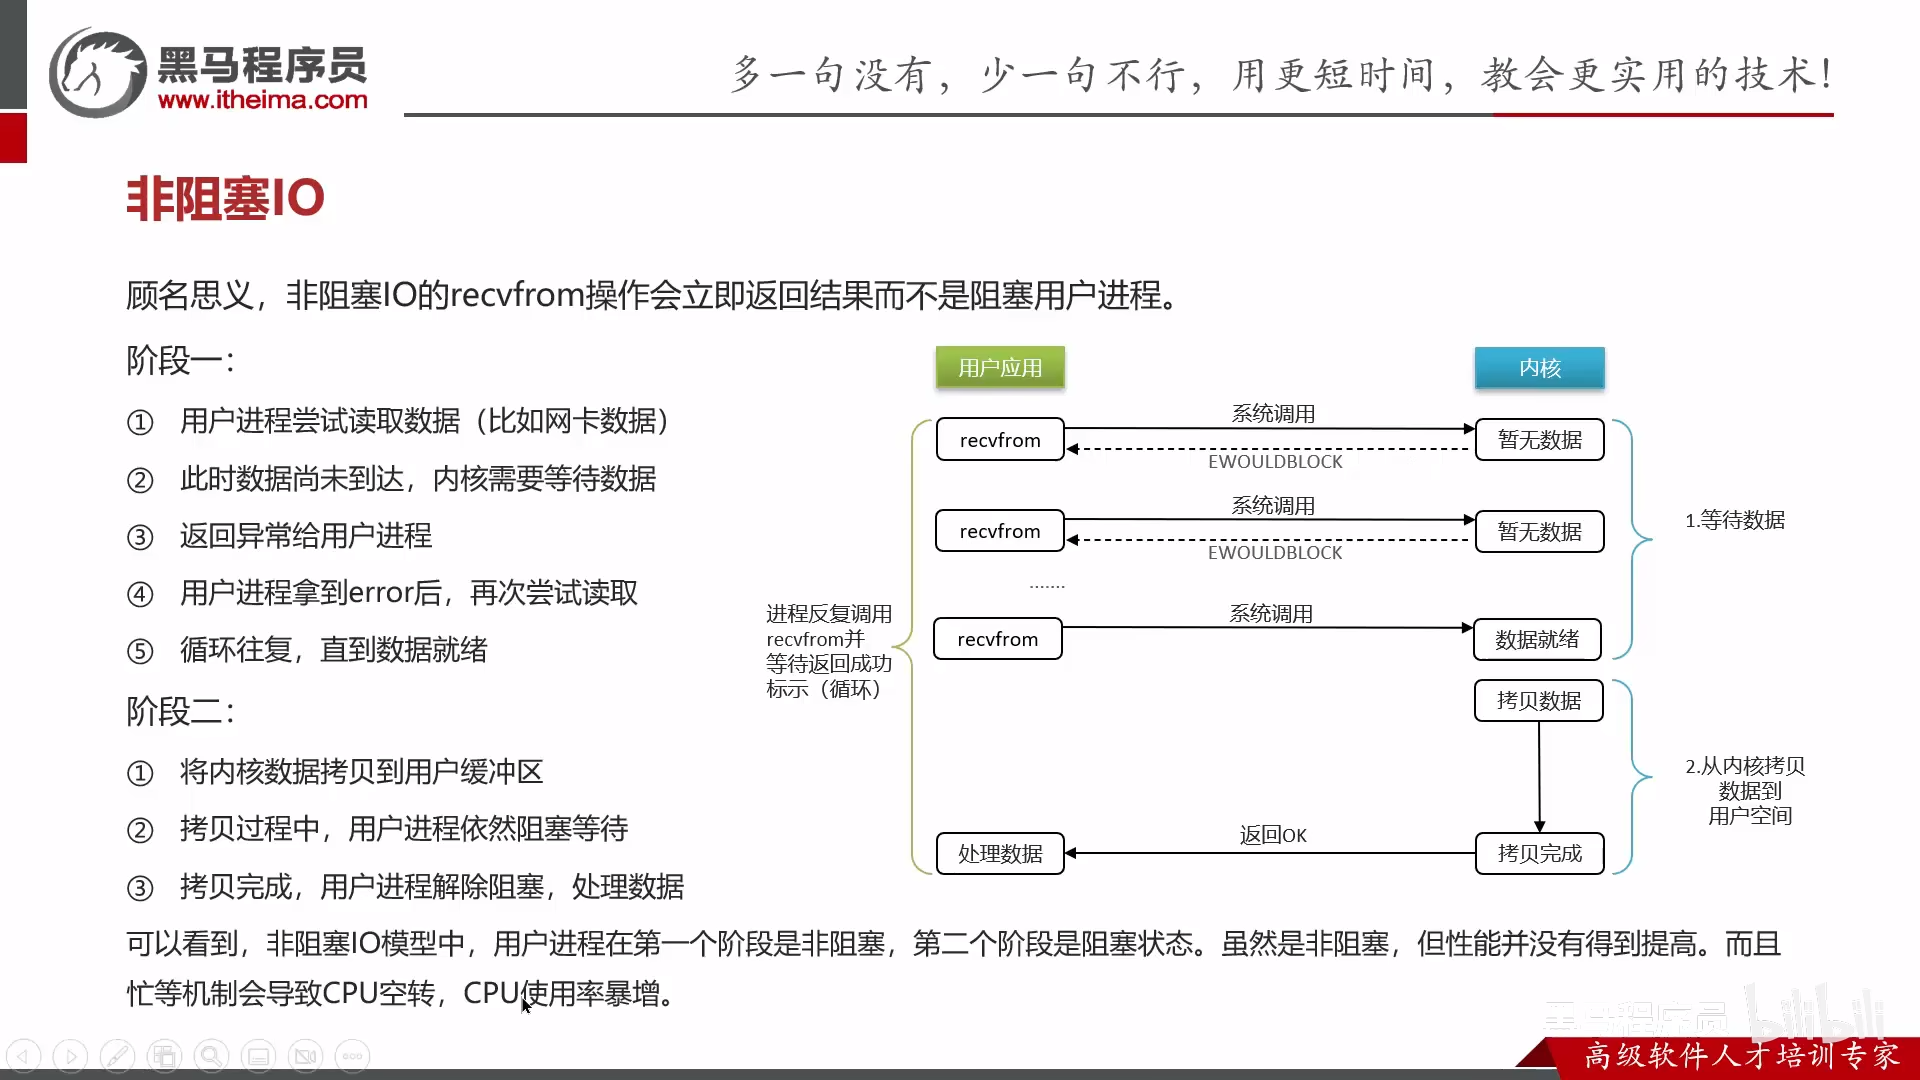 黑马程序员
www.itheima.com
多一句没有，少一句不行，用更短时间，教会更实用的技术！
非阻塞IO
顾名思义，非阻塞IO的recvfrom操作会立即返回结果而不是阻塞用户进程。
阶段一：
① 用户进程尝试读取数据（比如网卡数据）
② 此时数据尚未到达，内核需要等待数据
③ 返回异常给用户进程
④ 用户进程拿到error后，再次尝试读取
⑤ 循环往复，直到数据就绪
阶段二：
① 将内核数据拷贝到用户缓冲区
② 拷贝过程中，用户进程依然阻塞等待
③ 拷贝完成，用户进程解除阻塞，处理数据
用户应用
内核
recvfrom
系统调用
暂无数据
EWOULDBLOCK
recvfrom
系统调用
暂无数据
EWOULDBLOCK
.......
recvfrom
系统调用
数据就绪
拷贝数据
处理数据
返回OK
拷贝完成
进程反复调用
recvfrom并
等待返回成功
标示（循环）
1.等待数据
2.从内核拷贝
数据到
用户空间
可以看到，非阻塞IO模型中，用户进程在第一个阶段是非阻塞，第二个阶段是阻塞状态。虽然是非阻塞，但性能并没有得到提高。而且
忙等机制会导致CPU空转，CPU使用率暴增。
黑马程序员
bilibili
高级软件人才培训专家